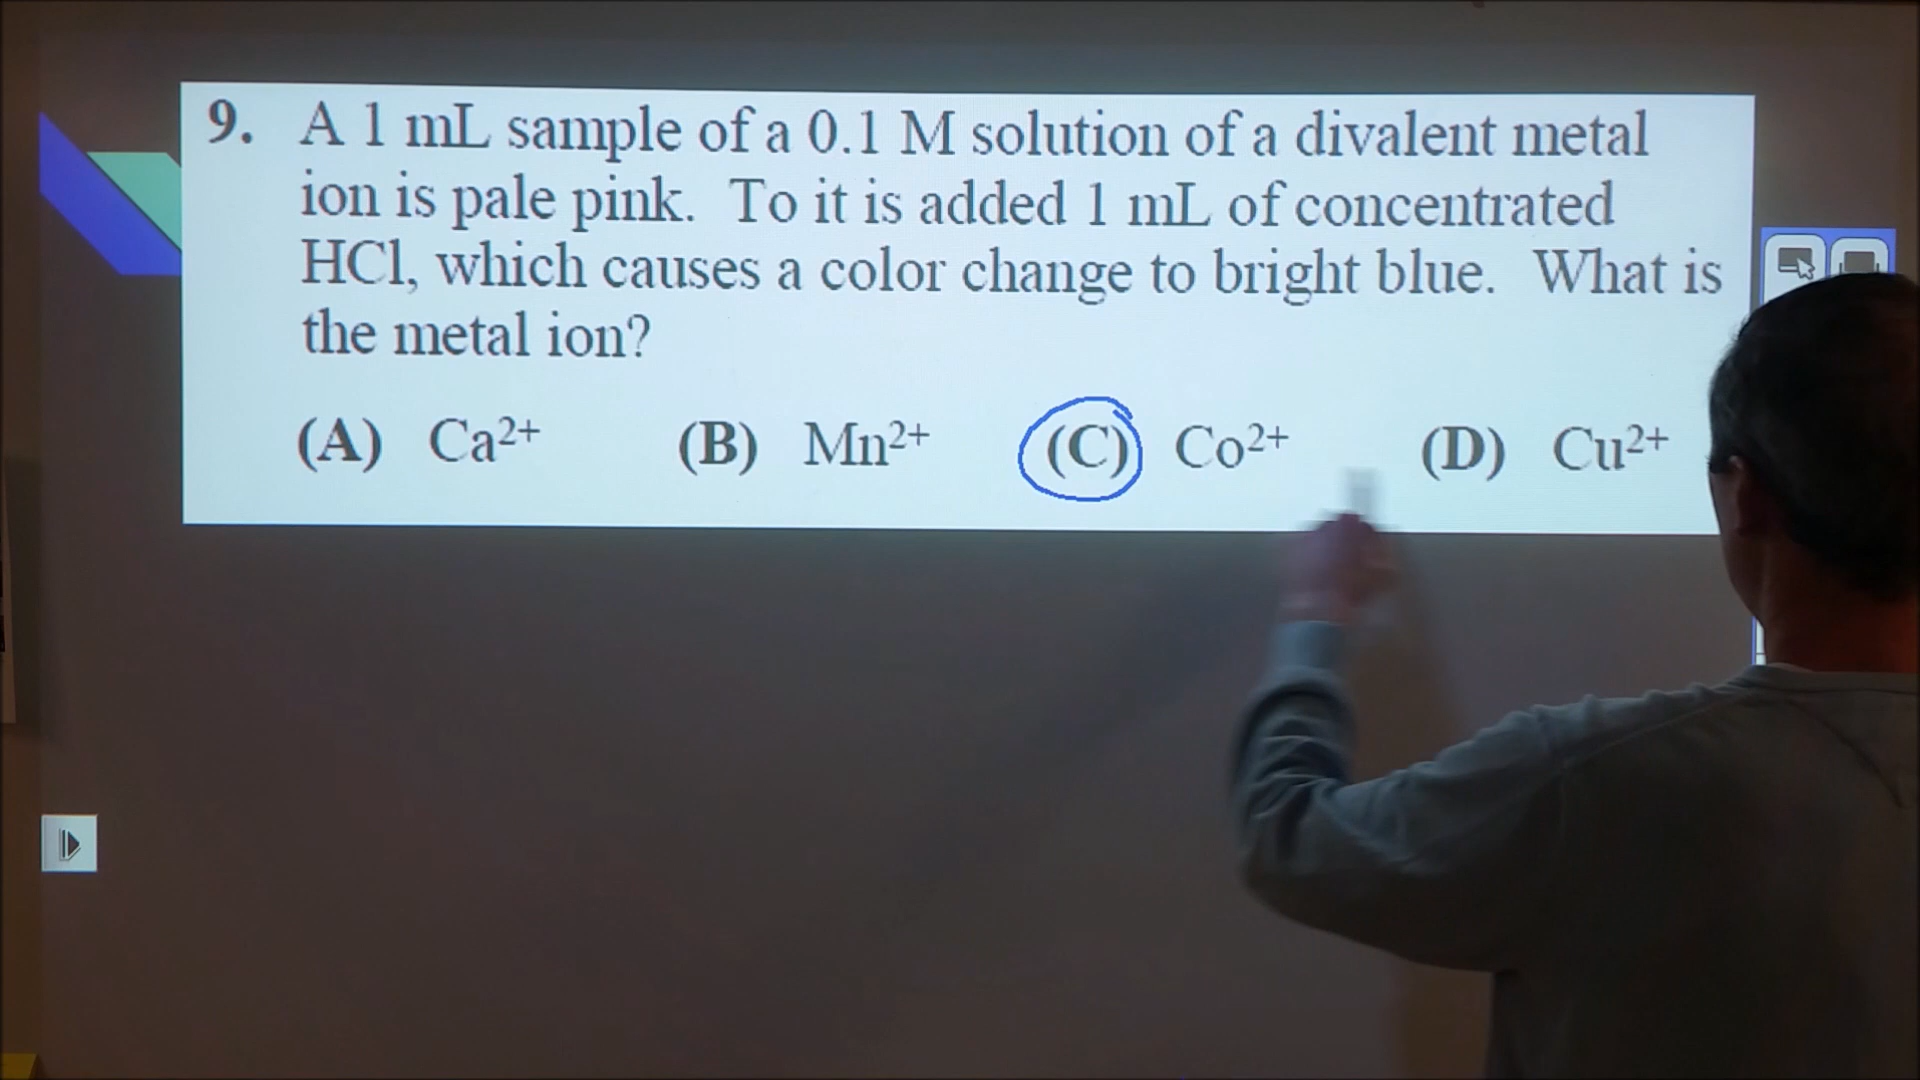 9. A 1 mL sample of a 0.1 M solution of a divalent metal
ion is pale pink. To it is added 1 mL of concentrated
HCl, which causes a color change to bright blue. What is
the metal ion?
(A) Ca²⁺ (B) Mn²⁺ (C) Co²⁺ (D) Cu²⁺